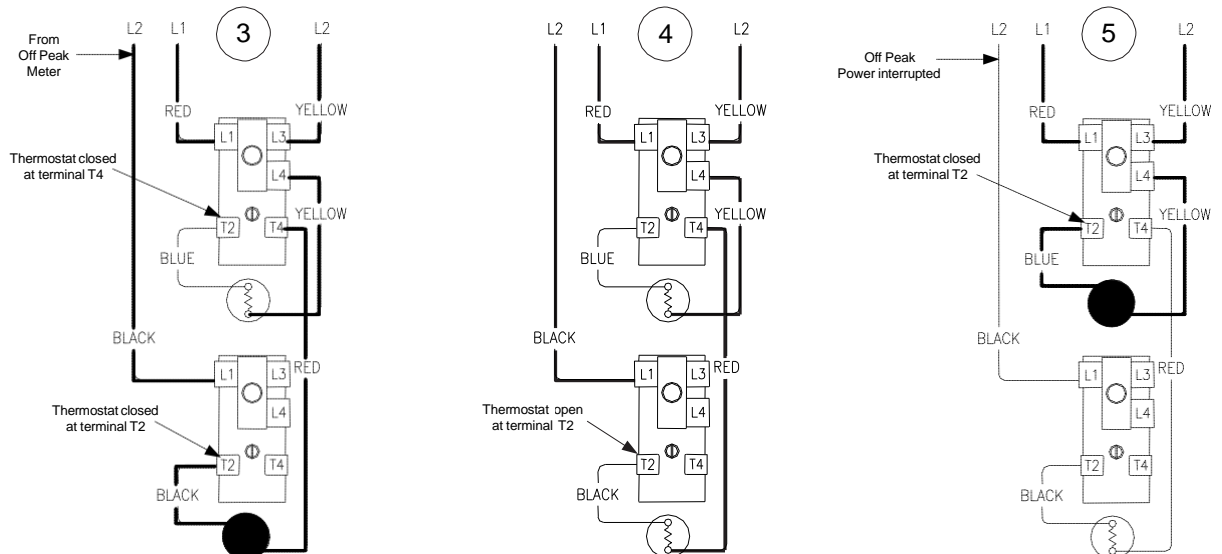 L2
L1
3
L2
From
Off Peak
Meter
RED
YELLOW
L1
L3
Thermostat closed
at terminal T4
L4
YELLOW
T2
T4
BLUE
BLACK
RED
L1
L3
L4
Thermostat closed
at terminal T2
T2
T4
BLACK
L2
L1
4
L2
RED
YELLOW
L1
L3
L4
YELLOW
T2
T4
BLUE
BLACK
RED
L1
L3
L4
Thermostat open
at terminal T2
T2
T4
BLACK
L2
L1
5
L2
Off Peak
Power interrupted
RED
YELLOW
L1
L3
Thermostat closed
at terminal T2
L4
YELLOW
T2
T4
BLUE
BLACK
RED
L1
L3
L4
T2
T4
BLACK